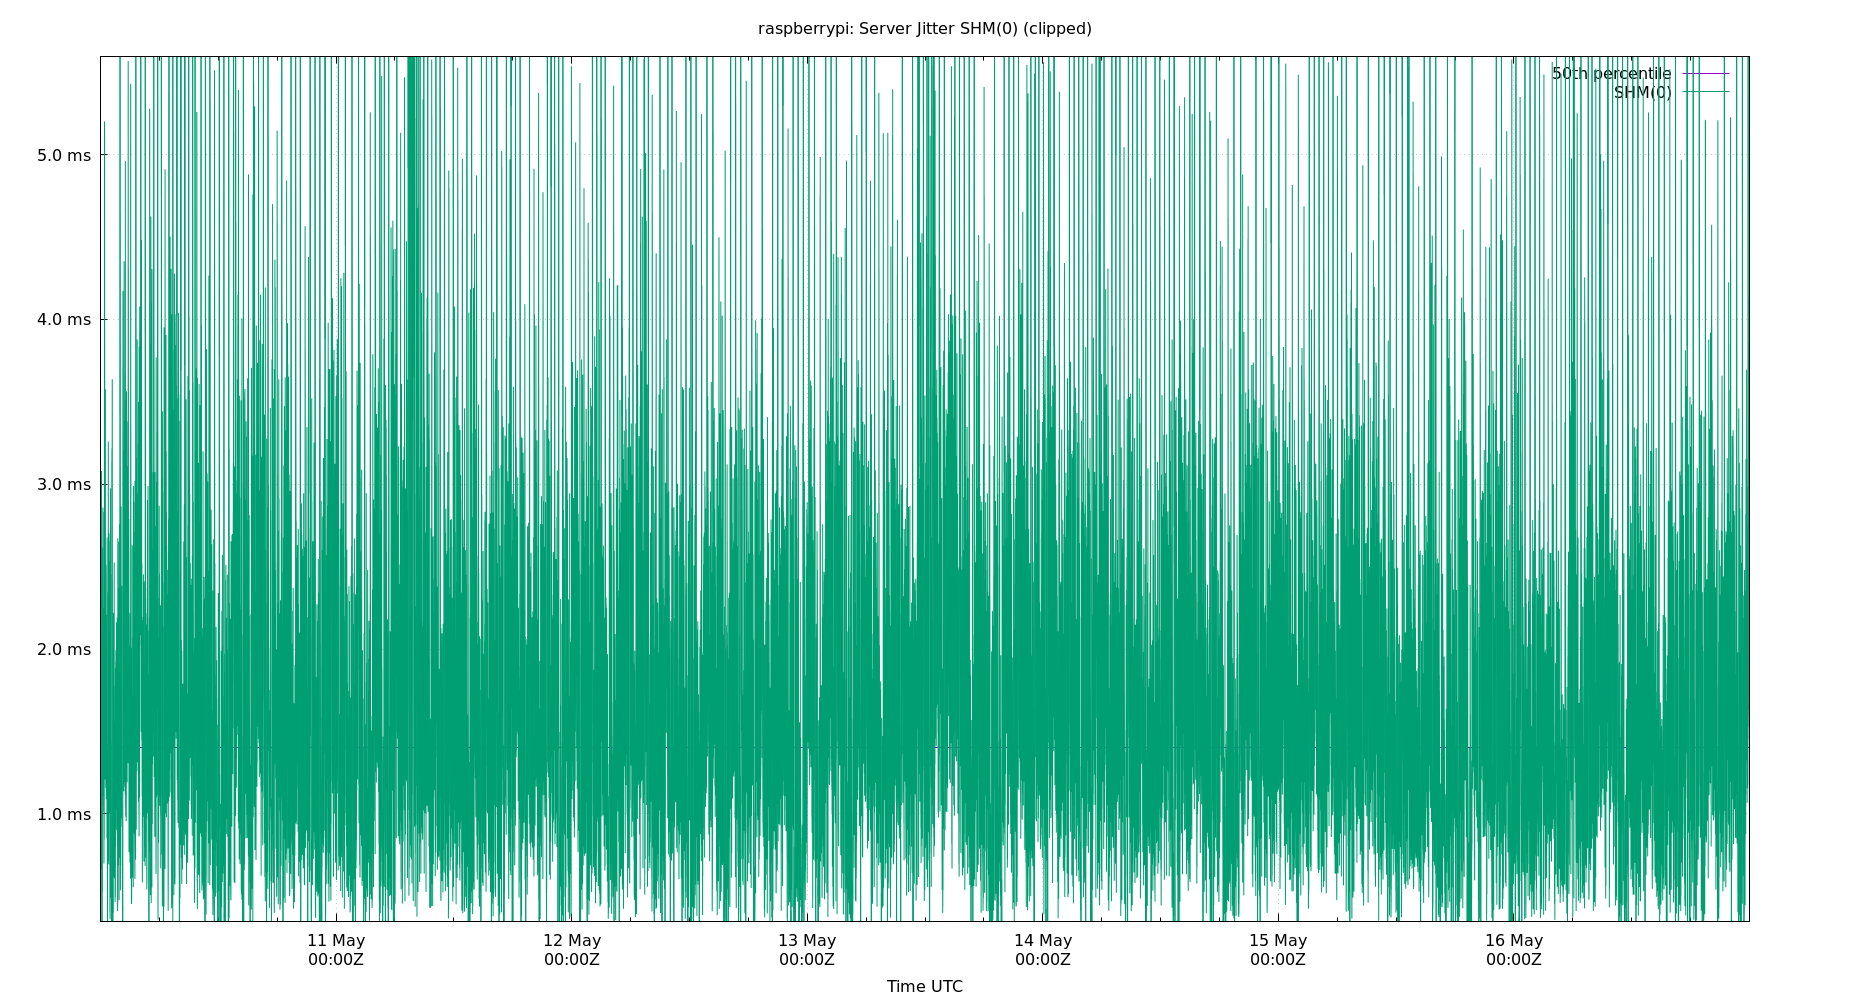 raspberrypi: Server Jitter SHM(0) (clipped)
50th percentile
SHM(0)
5.0 ms
4.0 ms
3.0 ms
2.0 ms
1.0 ms
11 May 12 May 13 May 14 May 15 May 16 May
00:00Z 00:00Z 00:00Z 00:00Z 00:00Z 00:00Z
Time UTC